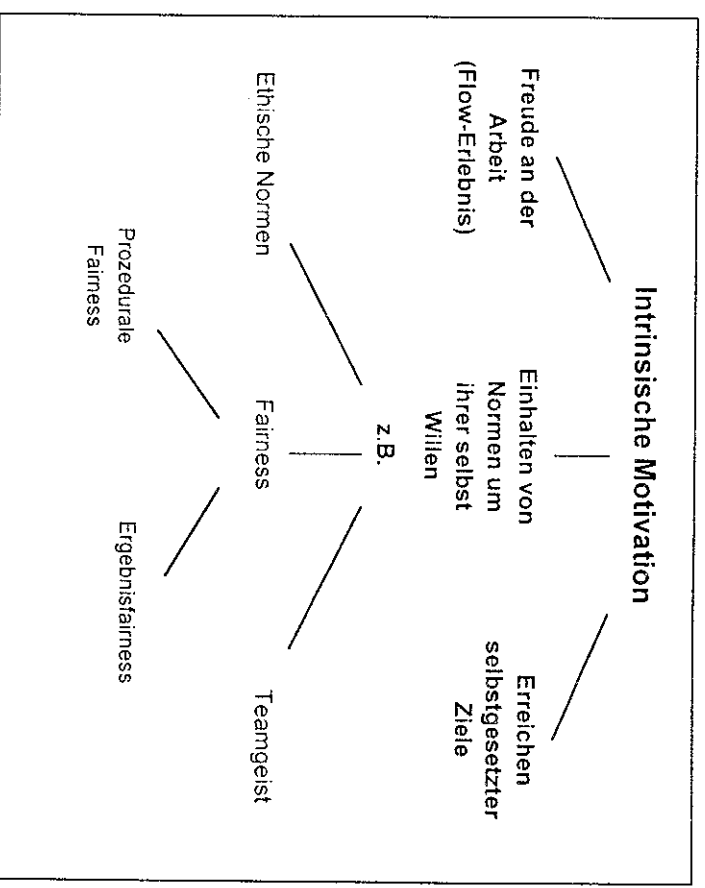 Intrinsische Motivation
Freude an der
Arbeit
(Flow-Erlebnis)
Einhalten von
Normen um
ihrer selbst
Willen
Erreichen
selbstgesetzter
Ziele
z.B.
Ethische Normen
Fairness
Teamgeist
Prozedurale
Fairness
Ergebnisfairness